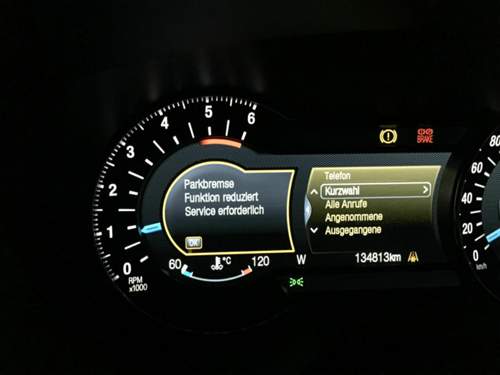 6
5
4
3
2
1
0
RPM
x1000
Parkbremse
Funktion reduziert
Service erforderlich
OK
60
°C
120
W
BRAKE
Telefon
Kurzwahl
Alle Anrufe
Angenommene
Ausgegangene
134813km
80
60
40
20
0
km/h